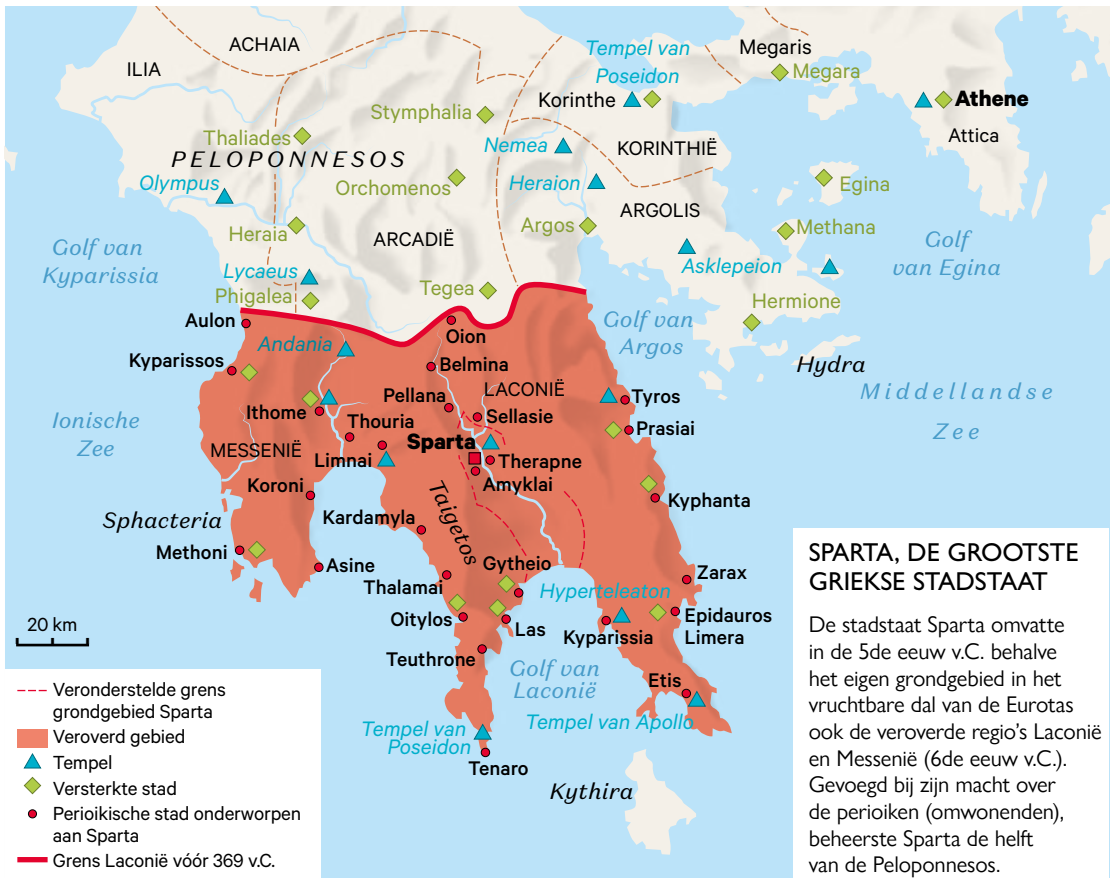 ACHAIA
ILIA
Tempel van
Poseidon
Megaris
Megara
Korinthe
Athene
Attica
Stymphalia
Thaliades
PELOPONNESOS
Nemea
KORINTHIË
Olympus
Orchomenos
Heraion
Egina
ARGOLIS
Heraia
ARCADIË
Argos
Methana
Golf van
Kyparissia
Asklepeion
Golf
van Egina
Lycaeus
Phigalea
Tegea
Hermione
Aulon
Oion
Golf van
Argos
Andania
Kyparissos
Belmina
Hydra
LACONIË
Middellandse
Zee
Pellana
Tyros
Ionische
Zee
Ithome
Sellasie
Thouria
Prasiai
MESSENIË
Sparta
Limnai
Therapne
Amyklai
Koroni
Taigetos
Kyphanta
Sphacteria
Kardamyla
Methoni
Asine
Gytheio
Thalamai
Zarax
Hyperteleaton
Oitylos
Las
Kyparissia
Epidauros
Limera
Teuthrone
Golf van
Laconië
Etis
Tempel van Apollo
Tempel van
Poseidon
Tenaro
Kythira
20 km
Veronderstelde grens
grondgebied Sparta
Veroverd gebied
Tempel
Versterkte stad
Perioikische stad onderworpen
aan Sparta
Grens Laconië vóór 369 v.C.
SPARTA, DE GROOTSTE
GRIEKSE STADSTAAT
De stadstaat Sparta omvatte
in de 5de eeuw v.C. behalve
het eigen grondgebied in het
vruchtbare dal van de Eurotas
ook de veroverde regio's Laconië
en Messenië (6de eeuw v.C.).
Gevoegd bij zijn macht over
de perioiken (omwonenden),
beheerste Sparta de helft
van de Peloponnesos.